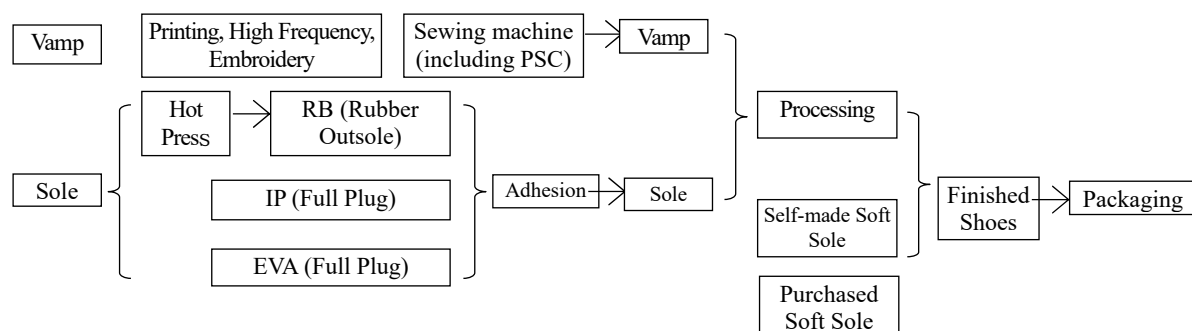 Vamp
Printing, High Frequency,
Embroidery
Sewing machine
(including PSC)
Vamp
Hot
Press
RB (Rubber
Outsole)
Processing
Sole
IP (Full Plug)
Adhesion
Sole
Self-made Soft
Sole
Finished
Shoes
Packaging
EVA (Full Plug)
Purchased
Soft Sole